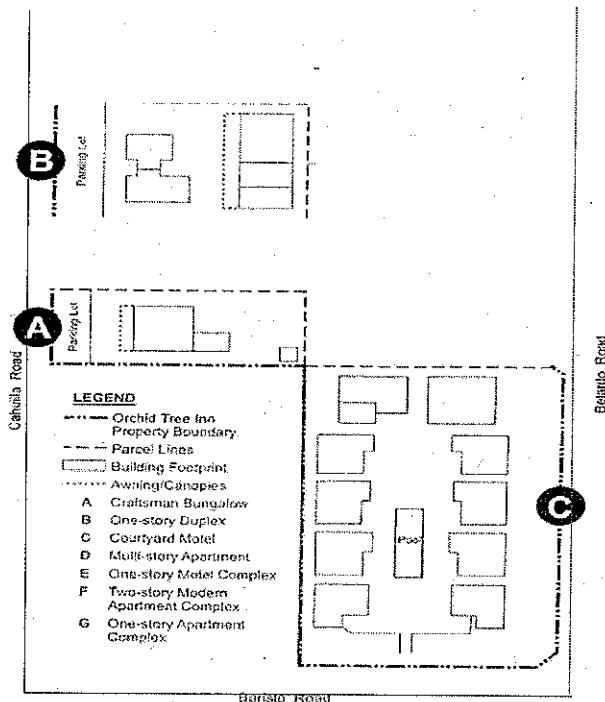 B
Parking Lot
A
Parking Lot
Cahuilla Road
Belardo Road
LEGEND
Orchid Tree Inn
Property Boundary
Parcel Lines
Building Footprint
Awning/Canopies
A Craftsman Bungalow
B One-story Duplex
C Courtyard Motel
D Multi-story Apartment
E One-story Motel Complex
F Two-story Modern
Apartment Complex
G One-story Apartment
Complex
C
Pool
Baristo Road